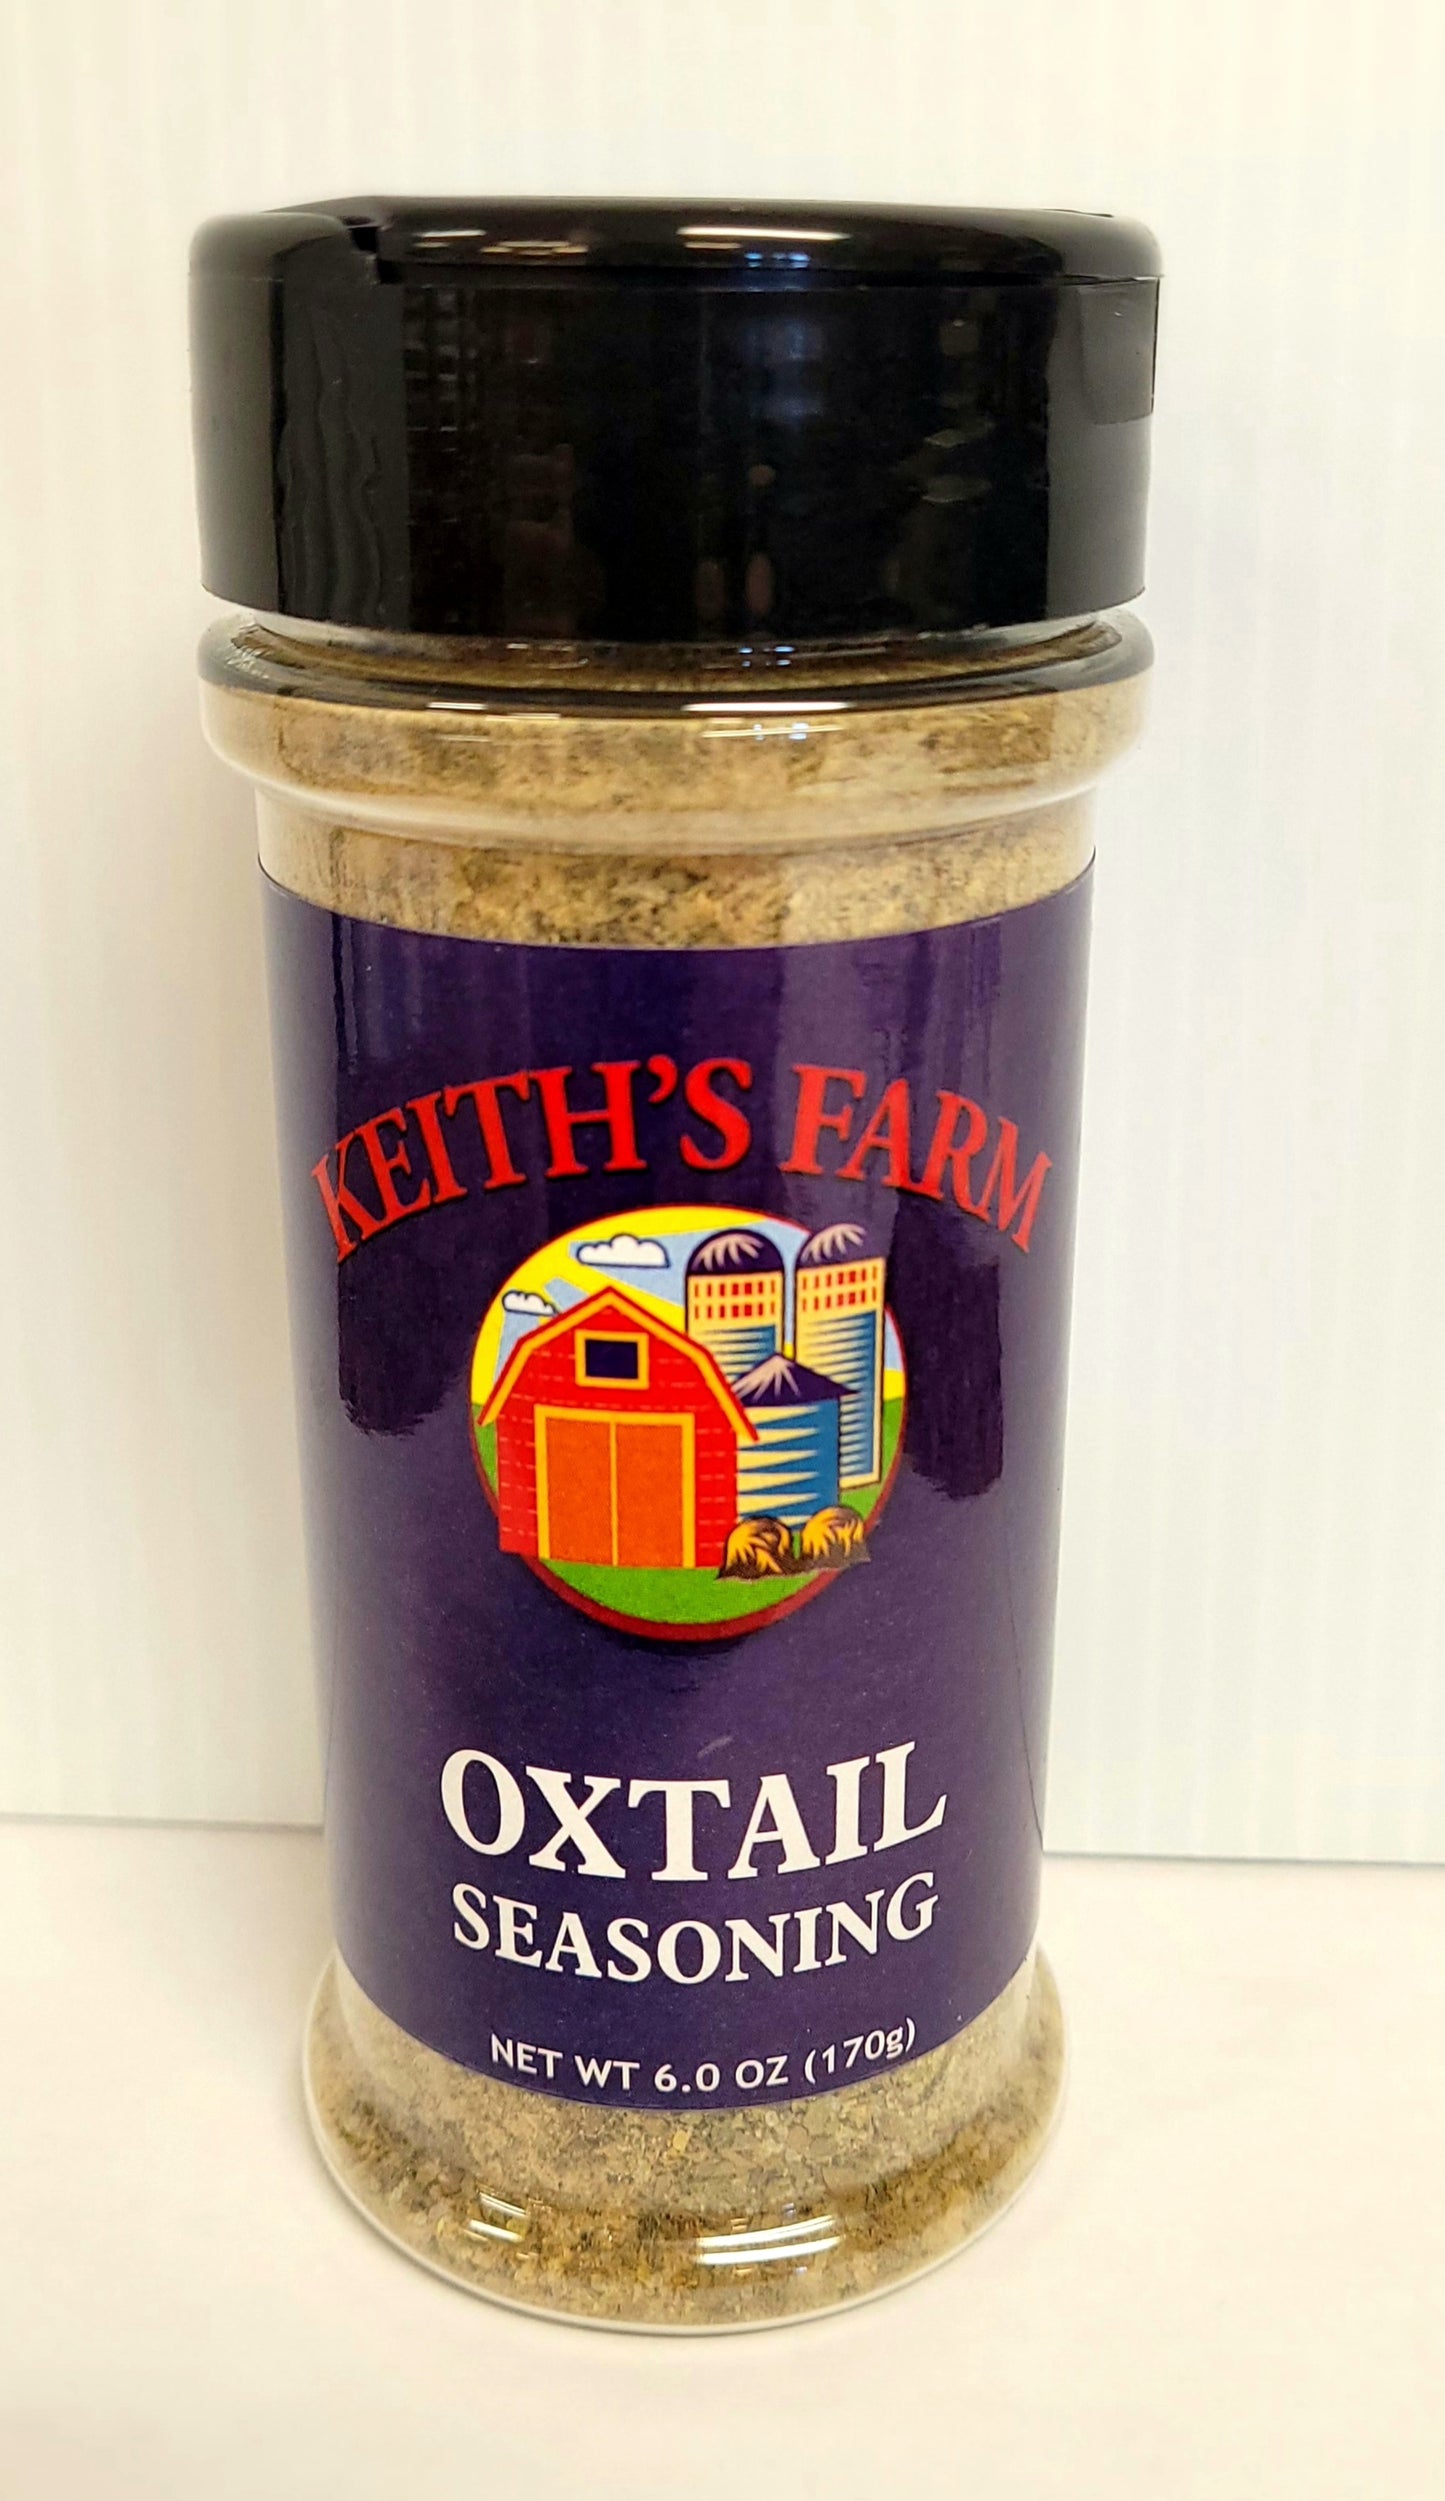 KEITH'S FARM
OXTAIL
SEASONING
NET WT 6.0 OZ (170g)